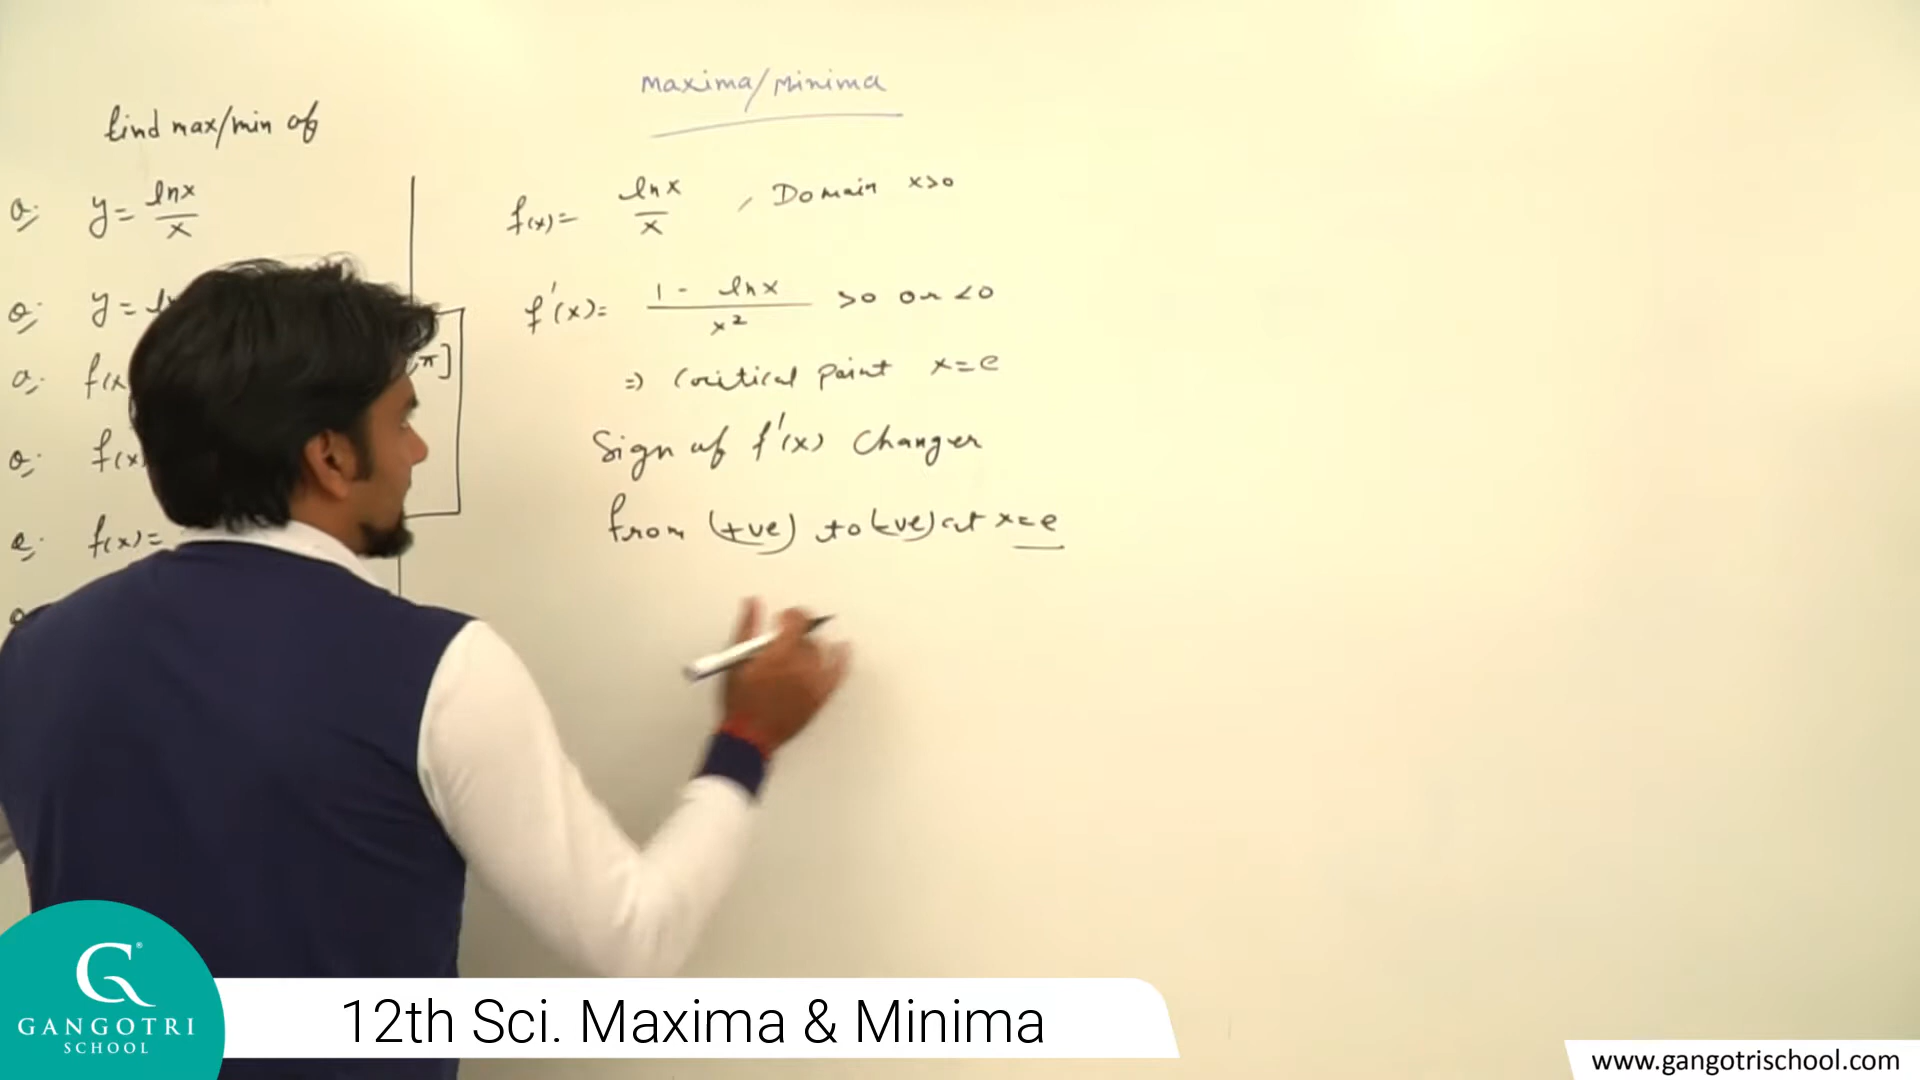 Maxima/Minima
find max/min of
Q: y = lnx/x
Q: y =
Q: f(x
π]
Q: f(x)
Q: f(x) =
f(x) = lnx/x , Domain x>0
f'(x) = 1 - lnx / x² >0 or <0
⇒ Critical point x=e
Sign of f'(x) Changes
from (+ve) to (-ve) at x=e
G®
GANGOTRI
SCHOOL
12th Sci. Maxima & Minima
www.gangotrischool.com